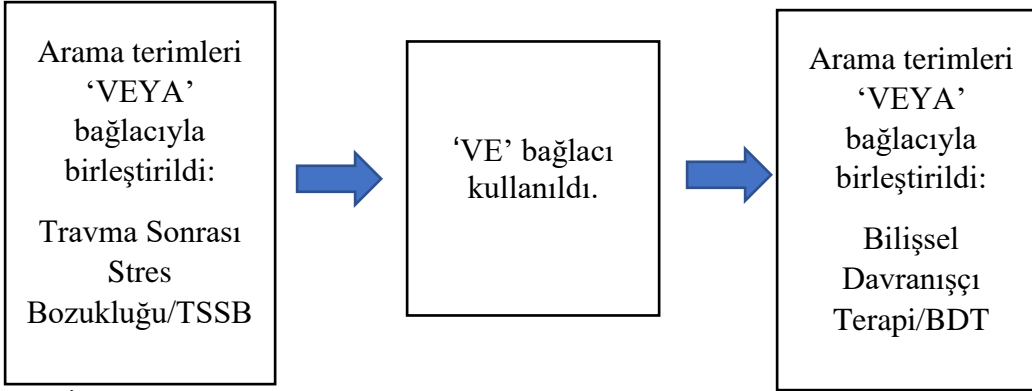 Arama terimleri
‘VEYA’
bağlacıyla
birleştirildi:
Travma Sonrası
Stres
Bozukluğu/TSSB
‘VE’ bağlacı
kullanıldı.
Arama terimleri
‘VEYA’
bağlacıyla
birleştirildi:
Bilişsel
Davranışçı
Terapi/BDT